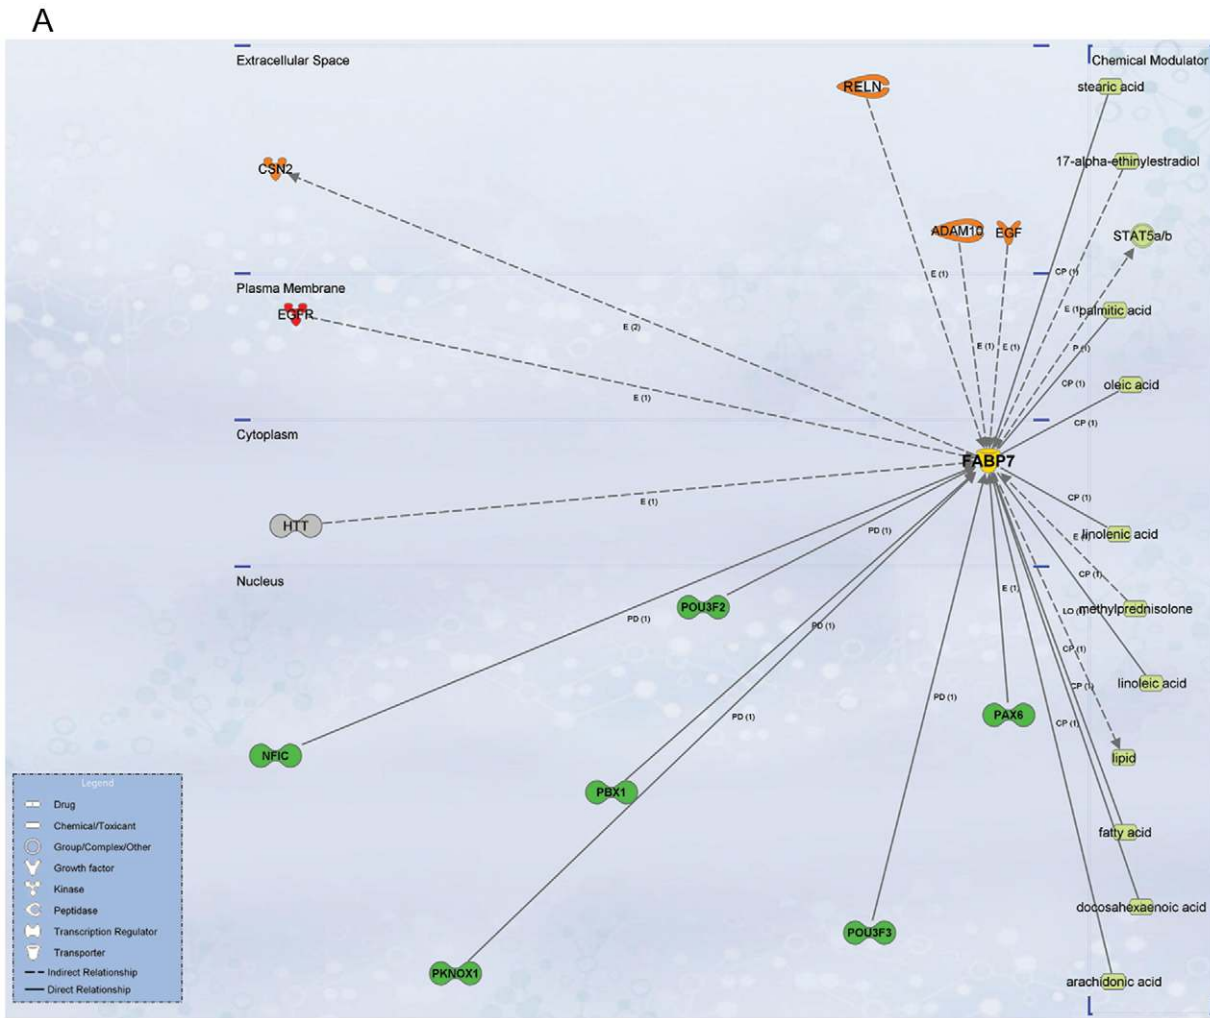 A
Extracellular Space
Chemical Modulator
RELN
stearic acid
CSN2
17-alpha-ethinylestradiol
ADAM10
EGF
STAT5a/b
E (1)
CP (1)
Plasma Membrane
EGFR
E (1)
palmitic acid
E (2)
E (1)
E (1)
P (1)
CP (1)
oleic acid
E (1)
CP (1)
Cytoplasm
FABP7
HTT
E (1)
PD (1)
CP (1)
linolenic acid
Nucleus
CP (1)
E (1)
POU3F2
methylprednisolone
PD (1)
PD (1)
CP (1)
linoleic acid
PD (1)
PD (1)
CP (1)
PAX6
CP (1)
NFIC
lipid
PBX1
fatty acid
docosahexaenoic acid
POU3F3
PKNOX1
arachidonic acid
Legend
Drug
Chemical/Toxicant
Group/Complex/Other
Growth factor
Kinase
Peptidase
Transcription Regulator
Transporter
Indirect Relationship
Direct Relationship